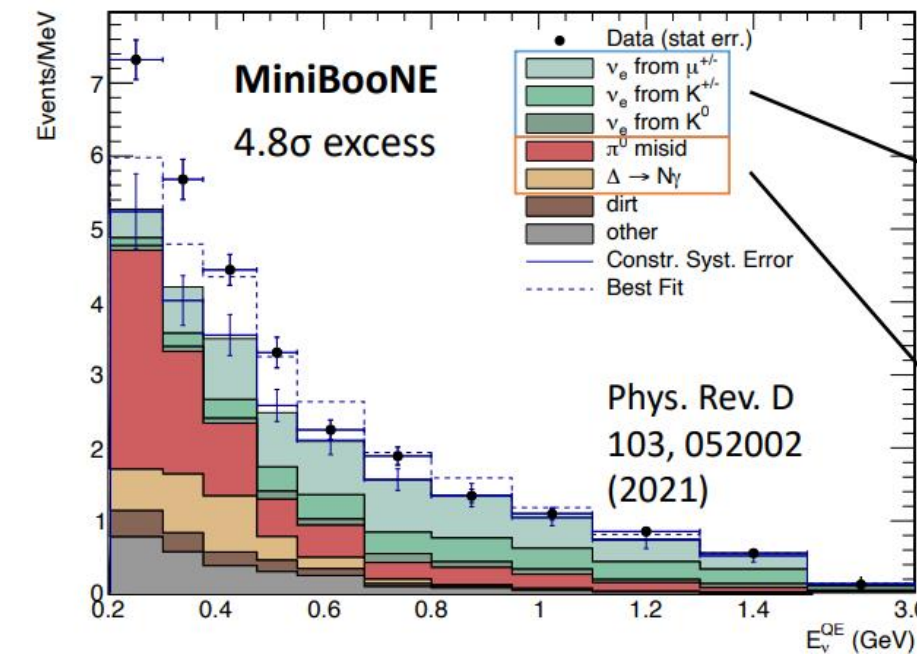 Events/MeV
7
6
5
4
3
2
1
0
MiniBooNE
4.8σ excess
Data (stat err.)
νe from μ+/-
νe from K+/-
νe from K0
π0 misid
Δ → Nγ
dirt
other
Constr. Syst. Error
Best Fit
Phys. Rev. D
103, 052002
(2021)
0.2 0.4 0.6 0.8 1 1.2 1.4 3.0
EνQE (GeV)